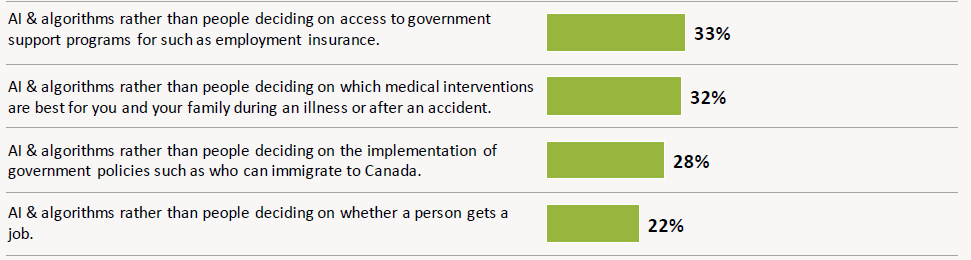 AI & algorithms rather than people deciding on access to government
support programs for such as employment insurance.
33%
AI & algorithms rather than people deciding on which medical interventions
are best for you and your family during an illness or after an accident.
32%
AI & algorithms rather than people deciding on the implementation of
government policies such as who can immigrate to Canada.
28%
AI & algorithms rather than people deciding on whether a person gets a
job.
22%